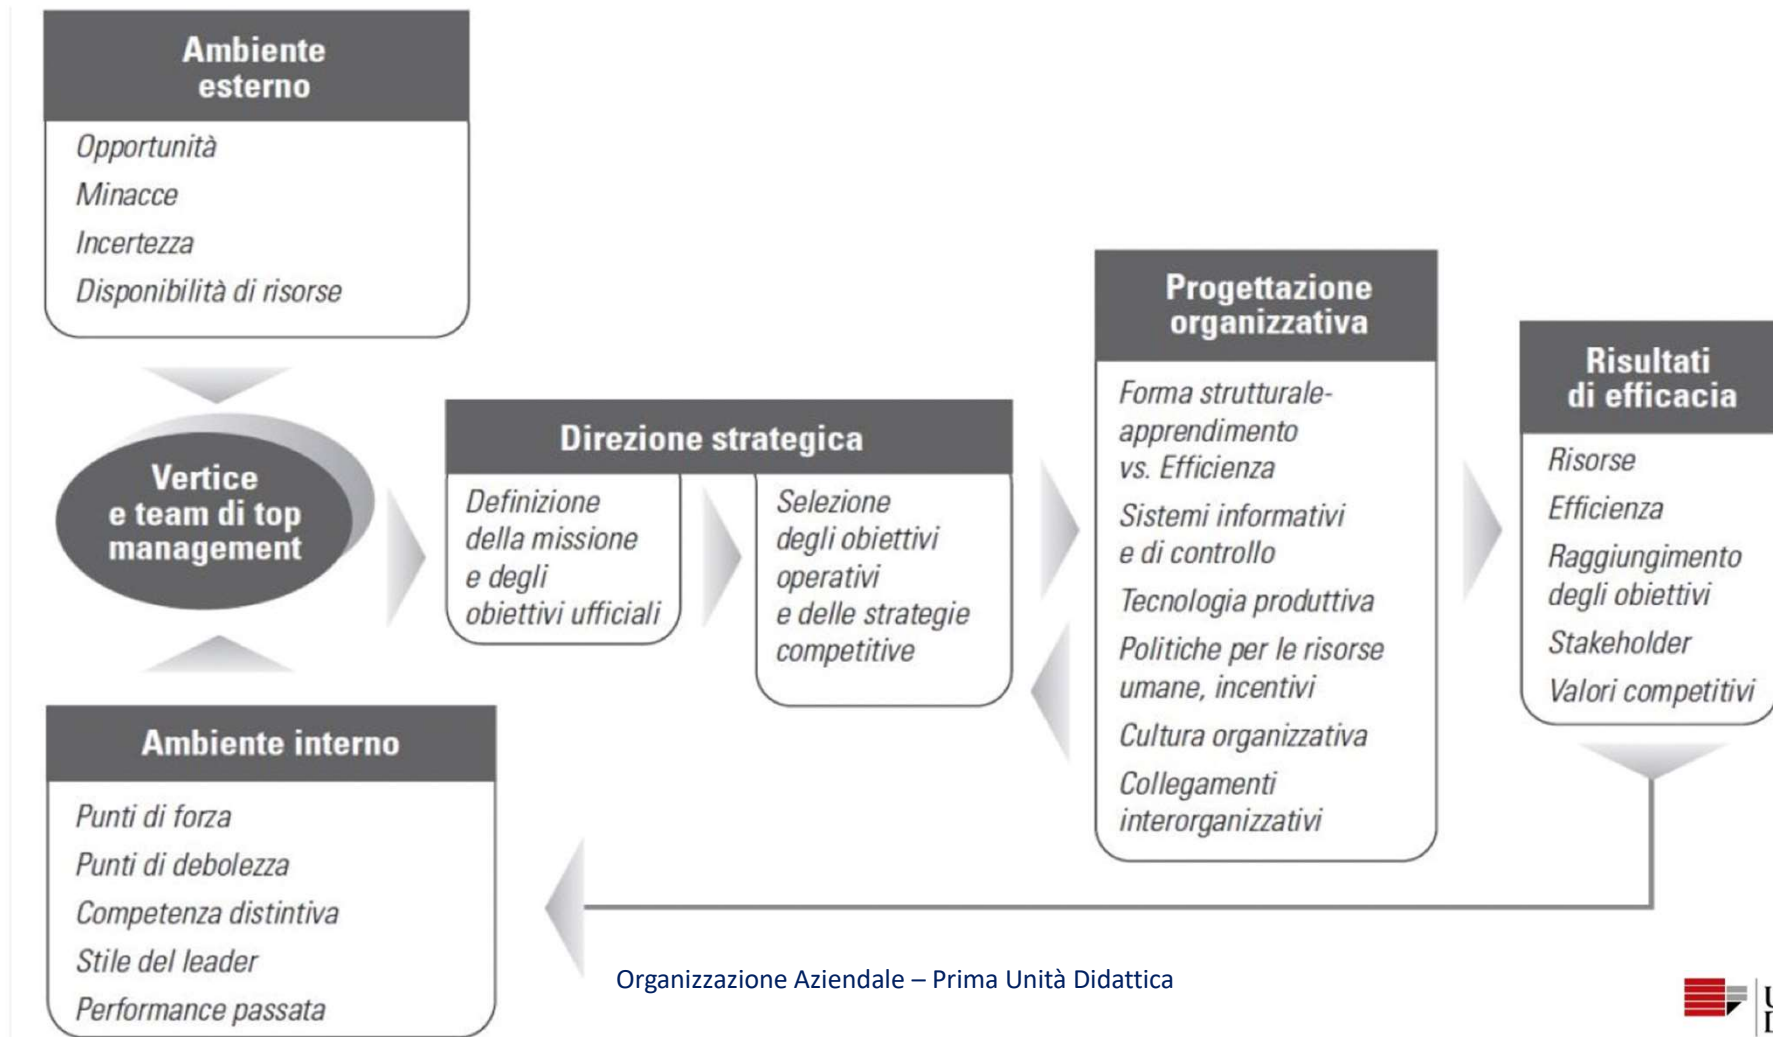 Ambiente
esterno
Opportunità
Minacce
Incertezza
Disponibilità di risorse
Vertice
e team di top
management
Ambiente interno
Punti di forza
Punti di debolezza
Competenza distintiva
Stile del leader
Performance passata
Direzione strategica
Definizione
della missione
e degli
obiettivi ufficiali
Selezione
degli obiettivi
operativi
e delle strategie
competitive
Progettazione
organizzativa
Forma strutturale-
apprendimento
vs. Efficienza
Sistemi informativi
e di controllo
Tecnologia produttiva
Politiche per le risorse
umane, incentivi
Cultura organizzativa
Collegamenti
interorganizzativi
Risultati
di efficacia
Risorse
Efficienza
Raggiungimento
degli obiettivi
Stakeholder
Valori competitivi
Organizzazione Aziendale – Prima Unità Didattica